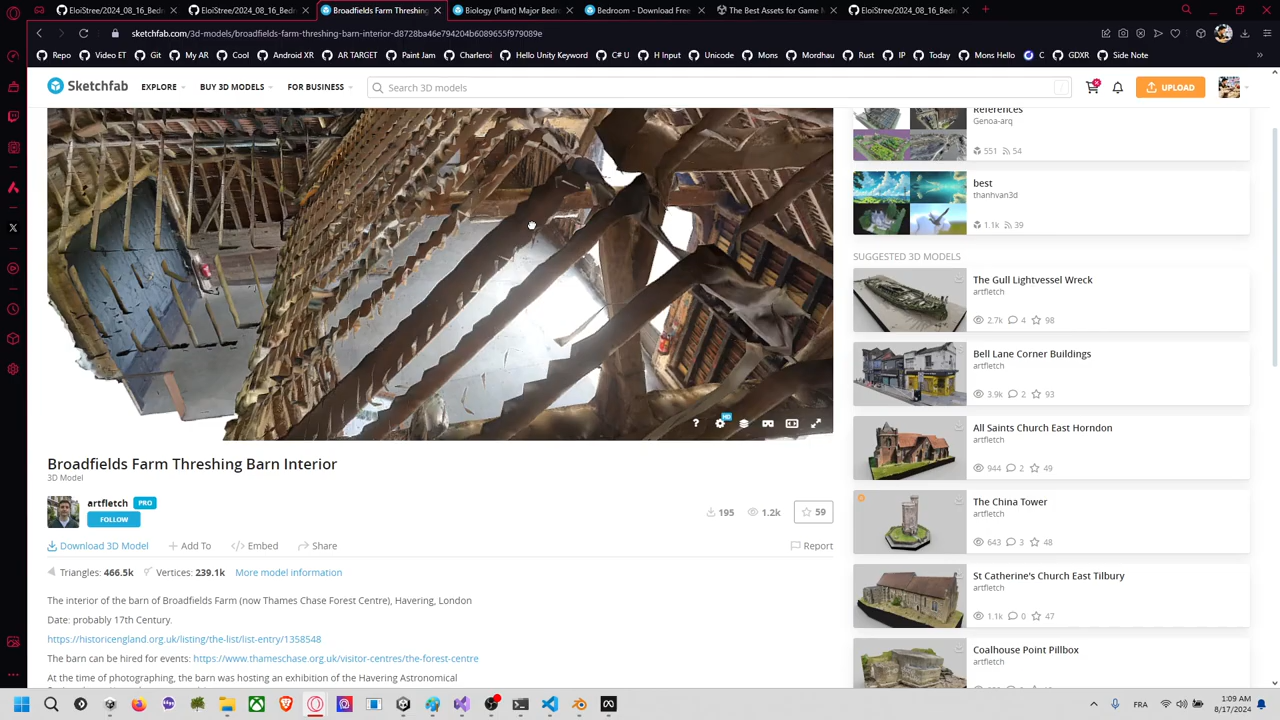 EloiStree/2024_08_16_Bed
EloiStree/2024_08_16_Bed
Broadfields Farm Threshing
Biology (Plant) Major Bedr
Bedroom - Download Free
The Best Assets for Game M
EloiStree/2024_08_16_Bed
sketchfab.com/3d-models/broadfields-farm-threshing-barn-interior-d8728ba46e794204b6089655f979089e
Repo
Video ET
Git
My AR
Cool
Android XR
AR TARGET
Paint Jam
Charleroi
Hello Unity Keyword
C# U
H Input
Unicode
Mons
Mordhau
Rust
IP
Today
Mons Hello
C
GDXR
Side Note
Sketchfab
EXPLORE
BUY 3D MODELS
FOR BUSINESS
Search 3D models
/
UPLOAD
References
Genoa-arq
551 54
best
thanhvan3d
1.1k 39
SUGGESTED 3D MODELS
The Gull Lightvessel Wreck
artfletch
2.7k 4 98
Bell Lane Corner Buildings
artfletch
3.9k 2 93
All Saints Church East Horndon
artfletch
944 2 49
The China Tower
artfletch
643 3 48
St Catherine's Church East Tilbury
artfletch
1.1k 0 47
Coalhouse Point Pillbox
artfletch
? HD
Broadfields Farm Threshing Barn Interior
3D Model
artfletch PRO
FOLLOW
195 1.2k 59
Download 3D Model
Add To
Embed
Share
Report
Triangles: 466.5k Vertices: 239.1k More model information
The interior of the barn of Broadfields Farm (now Thames Chase Forest Centre), Havering, London
Date: probably 17th Century.
https://historicengland.org.uk/listing/the-list/list-entry/1358548
The barn can be hired for events: https://www.thameschase.org.uk/visitor-centres/the-forest-centre
At the time of photographing, the barn was hosting an exhibition of the Havering Astronomical
FRA
1:09 AM
8/17/2024